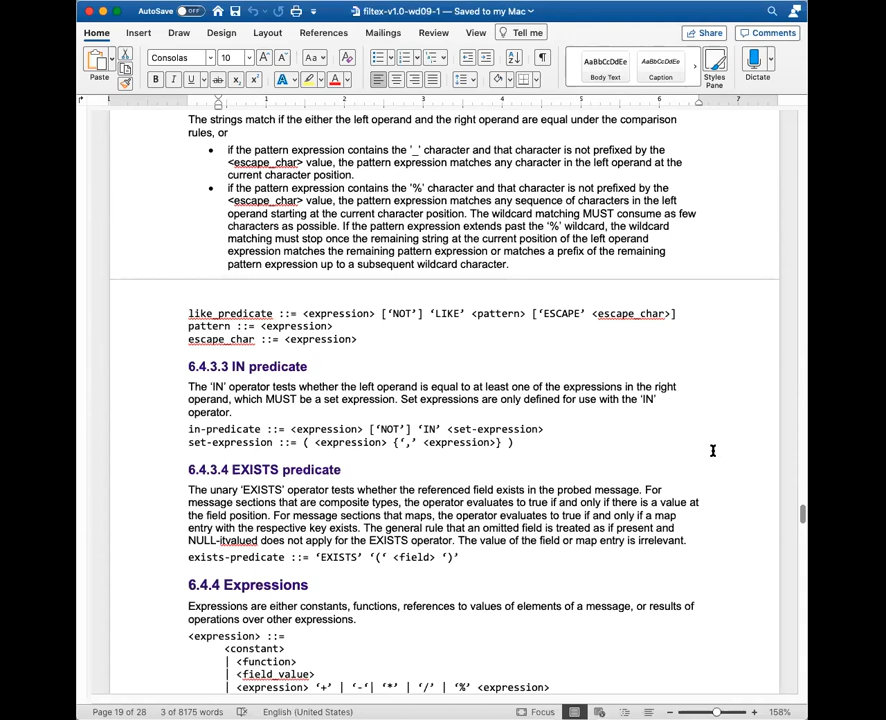 AutoSave OFF filtex-v1.0-wd09-1 — Saved to my Mac
Home Insert Draw Design Layout References Mailings Review View Tell me Share Comments
Consolas 10 A A Aa A AaBbCcDdEe AaBbCcDdEe
Paste B I U ab x₂ x² A A Body Text Caption Styles Pane Dictate
1 2 3 4 5 6 7
The strings match if the either the left operand and the right operand are equal under the comparison
rules, or
• if the pattern expression contains the '_' character and that character is not prefixed by the
<escape_char> value, the pattern expression matches any character in the left operand at the
current character position.
• if the pattern expression contains the '%' character and that character is not prefixed by the
<escape_char> value, the pattern expression matches any sequence of characters in the left
operand starting at the current character position. The wildcard matching MUST consume as few
characters as possible. If the pattern expression extends past the '%' wildcard, the wildcard
matching must stop once the remaining string at the current position of the left operand
expression matches the remaining pattern expression or matches a prefix of the remaining
pattern expression up to a subsequent wildcard character.
like_predicate ::= <expression> [‘NOT’] ‘LIKE’ <pattern> [‘ESCAPE’ <escape_char>]
pattern ::= <expression>
escape_char ::= <expression>
6.4.3.3 IN predicate
The ‘IN’ operator tests whether the left operand is equal to at least one of the expressions in the right
operand, which MUST be a set expression. Set expressions are only defined for use with the ‘IN’
operator.
in-predicate ::= <expression> [‘NOT’] ‘IN’ <set-expression>
set-expression ::= ( <expression> {‘,’ <expression>} )
6.4.3.4 EXISTS predicate
The unary ‘EXISTS’ operator tests whether the referenced field exists in the probed message. For
message sections that are composite types, the operator evaluates to true if and only if there is a value at
the field position. For message sections that maps, the operator evaluates to true if and only if a map
entry with the respective key exists. The general rule that an omitted field is treated as if present and
NULL-itvalued does not apply for the EXISTS operator. The value of the field or map entry is irrelevant.
exists-predicate ::= ‘EXISTS’ ‘(‘ <field> ‘)’
6.4.4 Expressions
Expressions are either constants, functions, references to values of elements of a message, or results of
operations over other expressions.
<expression> ::=
<constant>
| <function>
| <field_value>
| <expression> ‘+’ | ‘-‘| ‘*’ | ‘/’ | ‘%’ <expression>
Page 19 of 28 3 of 8175 words English (United States) Focus 158%